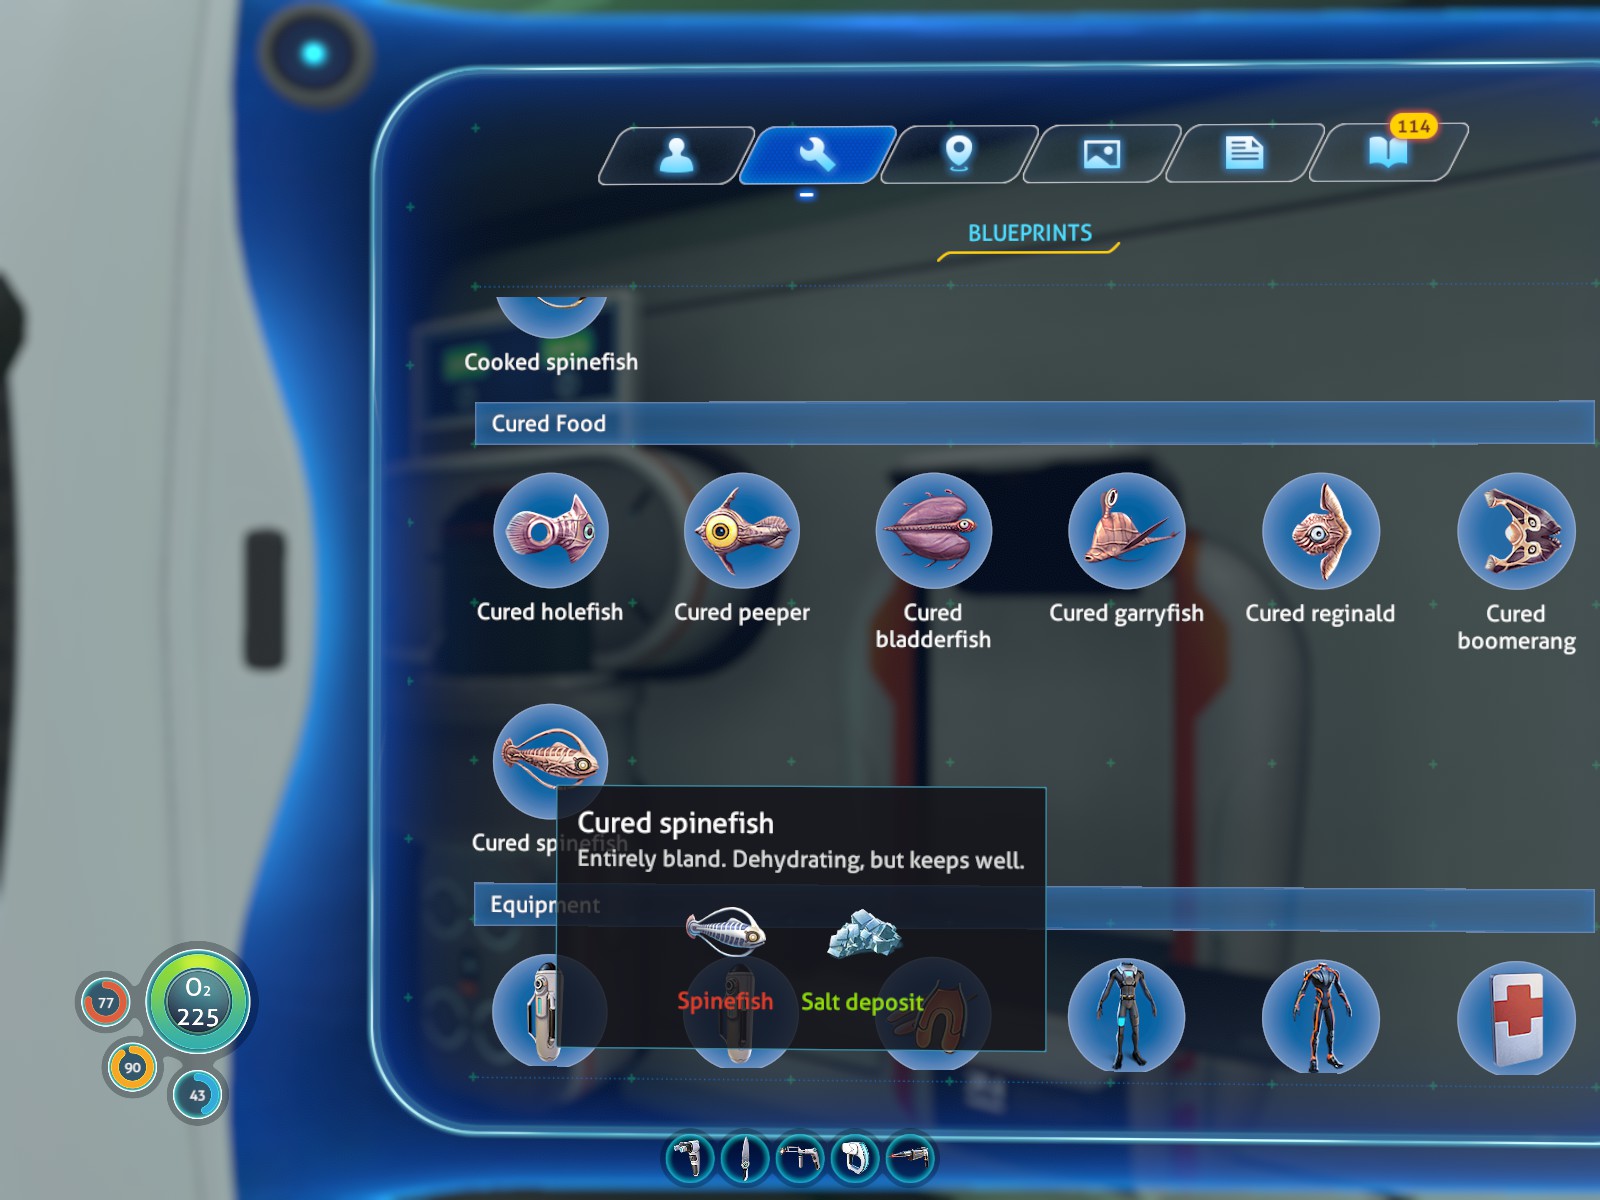 114
BLUEPRINTS
Cooked spinefish
Cured Food
Cured holefish
Cured peeper
Cured
bladderfish
Cured garryfish
Cured reginald
Cured
boomerang
Cured spinefish
Cured spinefish
Entirely bland. Dehydrating, but keeps well.
Equipment
Spinefish
Salt deposit
O₂
225
77
90
43